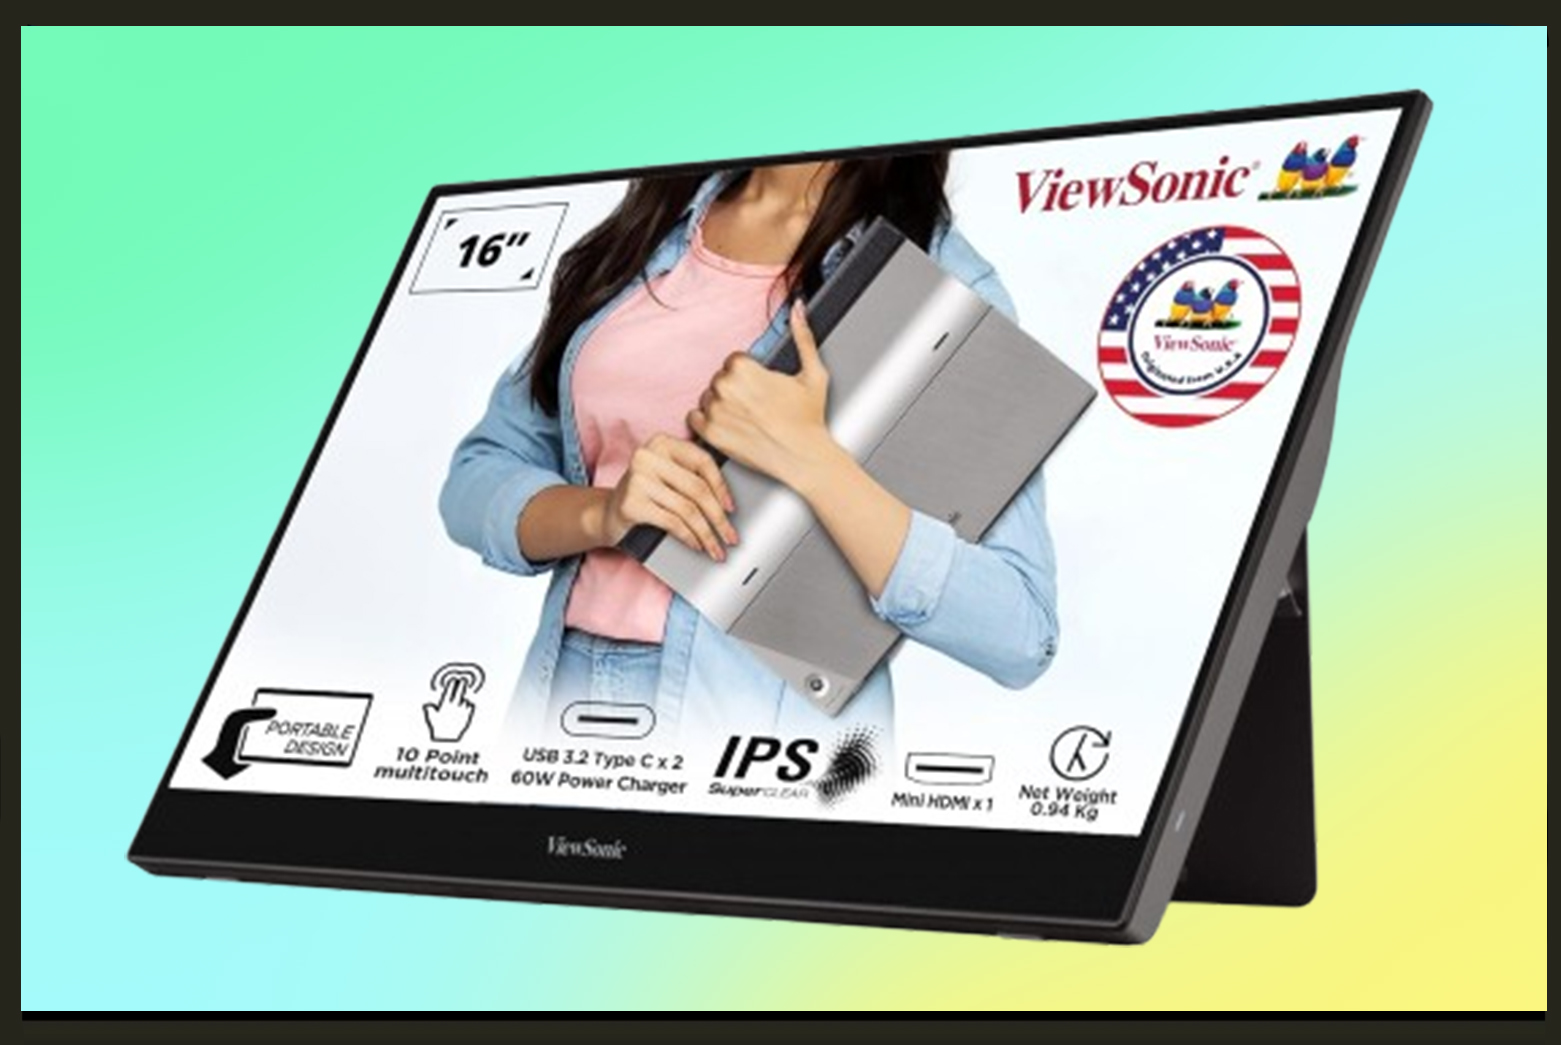 16"
ViewSonic®
ViewSonic
Originated from U.S.A
PORTABLE
DESIGN
10 Point
multitouch
USB 3.2 Type C x 2
60W Power Charger
IPS
SuperCLEAR
Mini HDMI x 1
Net Weight
0.94 Kg
ViewSonic